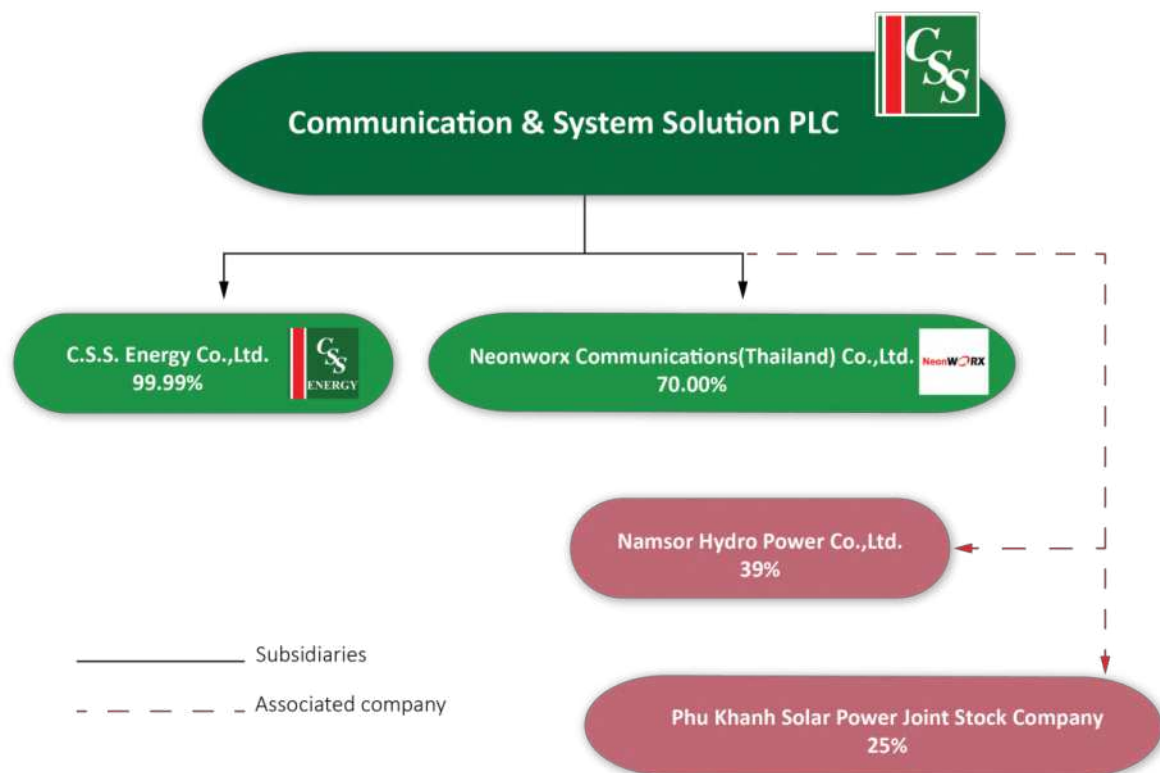 CSS
Communication & System Solution PLC
C.S.S. Energy Co.,Ltd.
99.99%
CSS
ENERGY
Neonworx Communications(Thailand) Co.,Ltd.
70.00%
NeonWORX
Namsor Hydro Power Co.,Ltd.
39%
Subsidiaries
Associated company
Phu Khanh Solar Power Joint Stock Company
25%